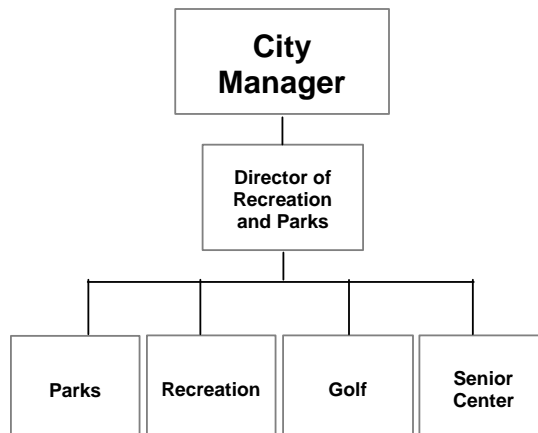 City
Manager
Director of
Recreation
and Parks
Parks
Recreation
Golf
Senior
Center